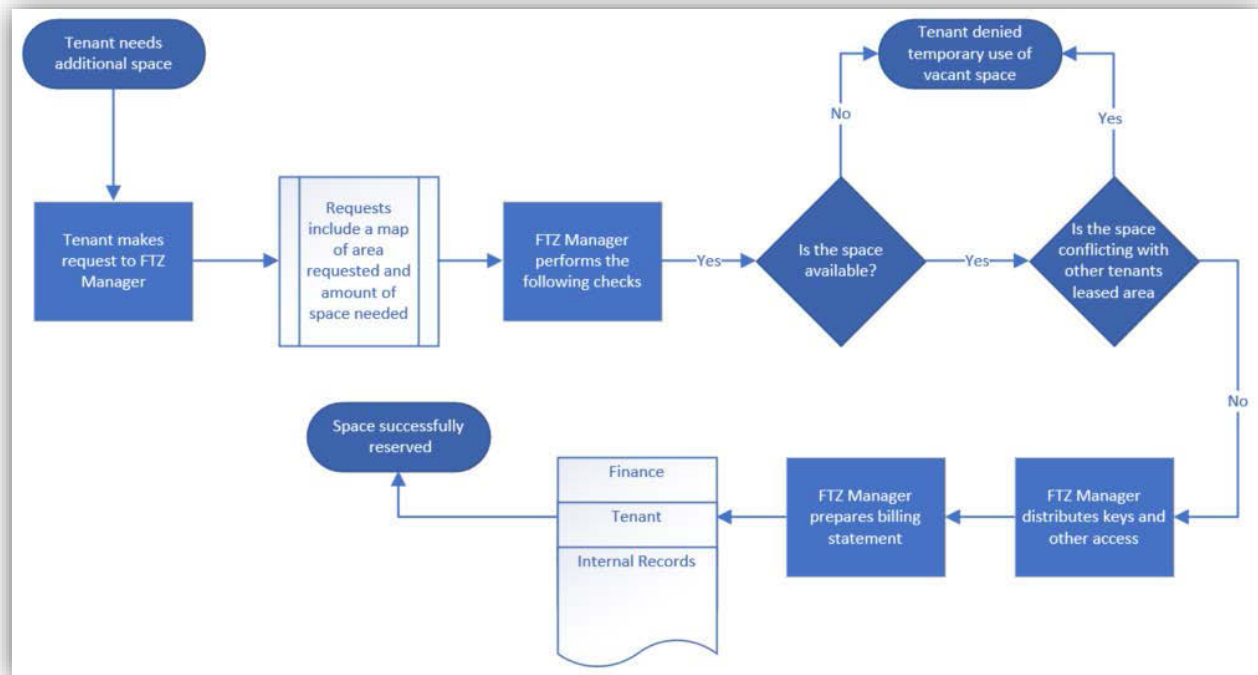 Tenant needs
additional space
Tenant denied
temporary use of
vacant space
No
Yes
Tenant makes
request to FTZ
Manager
Requests
include a map
of area
requested and
amount of
space needed
FTZ Manager
performs the
following checks
Yes
Is the space
available?
Yes
Is the space
conflicting with
other tenants
leased area
No
Space successfully
reserved
Finance
Tenant
Internal Records
FTZ Manager
prepares billing
statement
FTZ Manager
distributes keys and
other access